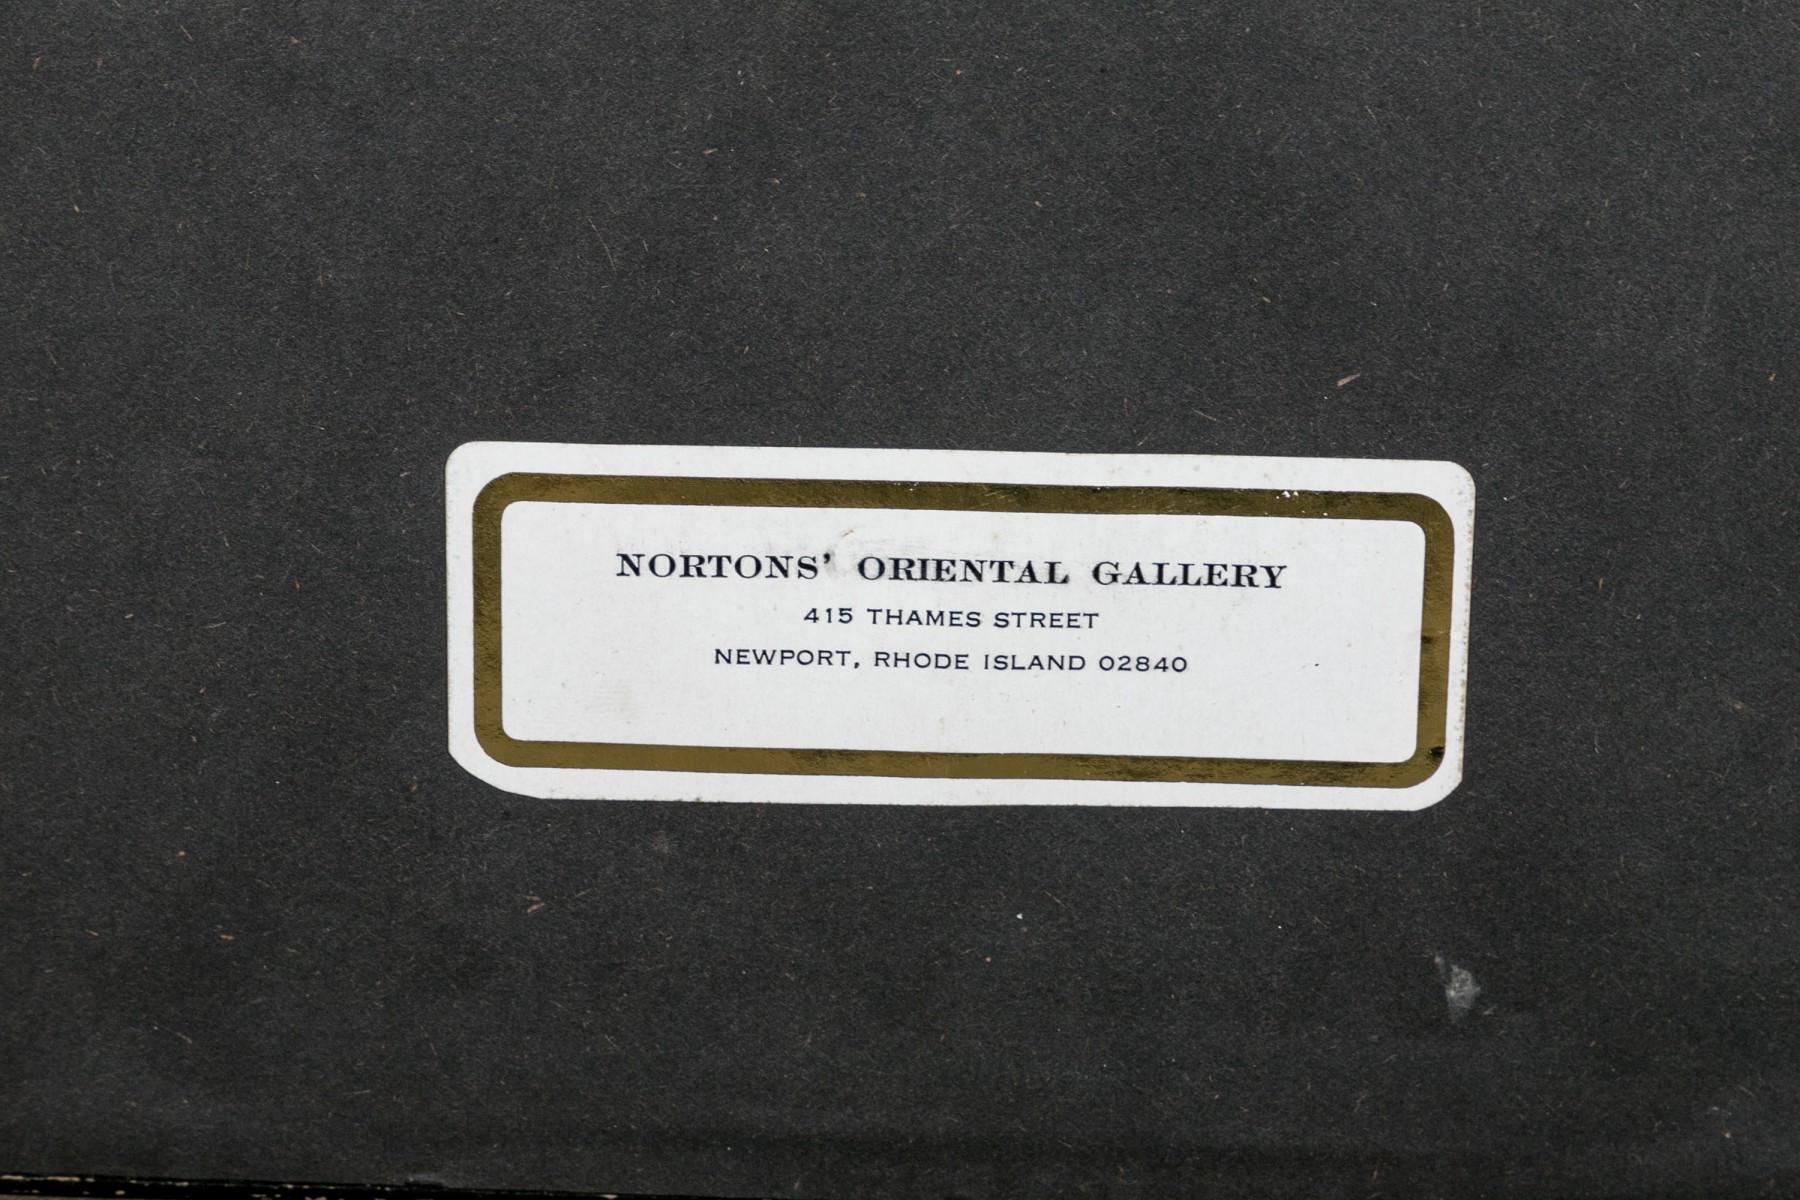 NORTONS' ORIENTAL GALLERY
415 THAMES STREET
NEWPORT, RHODE ISLAND 02840